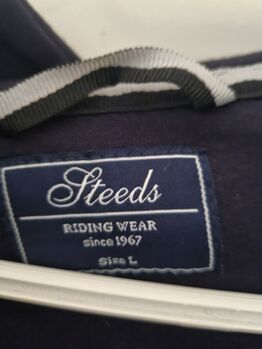 Steeds
RIDING WEAR
since 1967
Size L